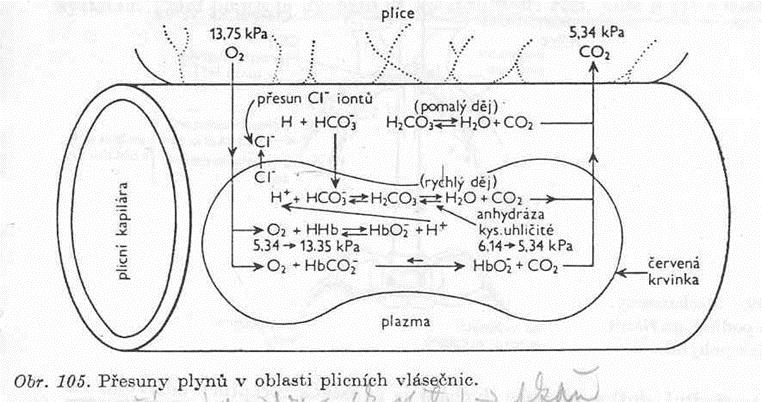 plíce
13,75 kPa
O₂
5,34 kPa
CO₂
přesun Cl⁻ iontů
H + HCO₃⁻
(pomalý děj)
H₂CO₃ ⇌ H₂O + CO₂
Cl⁻
Cl⁻
(rychlý děj)
H⁺ + HCO₃⁻ ⇌ H₂CO₃ ⇌ H₂O + CO₂
anhydráza
kys.uhličité
O₂ + HHb ⇌ HbO₂⁻ + H⁺
5,34 → 13.35 kPa
6,14 → 5,34 kPa
O₂ + HbCO₂⁻ ⇌ HbO₂⁻ + CO₂
červená
krvinka
plicní kapilára
plazma
Obr. 105. Přesuny plynů v oblasti plicních vlásečnic.